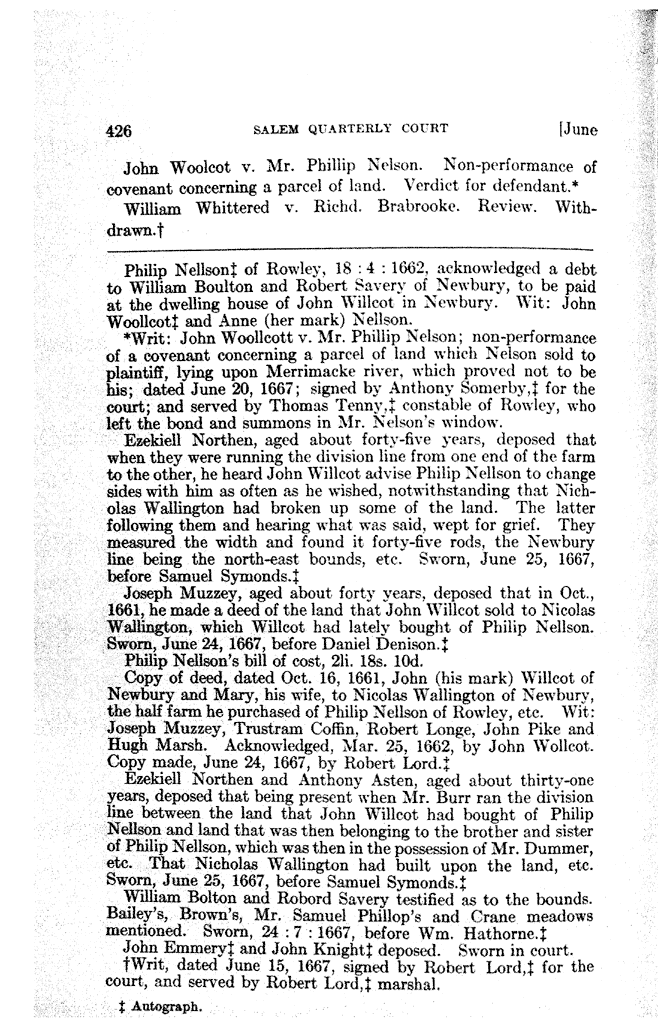 426 SALEM QUARTERLY COURT [June
John Woolcot v. Mr. Phillip Nelson. Non-performance of
covenant concerning a parcel of land. Verdict for defendant.*
William Whittered v. Richd. Brabrooke. Review. With-
drawn.†
Philip Nellson‡ of Rowley, 18 : 4 : 1662, acknowledged a debt
to William Boulton and Robert Savery of Newbury, to be paid
at the dwelling house of John Willcot in Newbury. Wit: John
Woollcot‡ and Anne (her mark) Nellson.
*Writ: John Woollcott v. Mr. Phillip Nelson; non-performance
of a covenant concerning a parcel of land which Nelson sold to
plaintiff, lying upon Merrimacke river, which proved not to be
his; dated June 20, 1667; signed by Anthony Somerby,‡ for the
court; and served by Thomas Tenny,‡ constable of Rowley, who
left the bond and summons in Mr. Nelson's window.
Ezekiell Northen, aged about forty-five years, deposed that
when they were running the division line from one end of the farm
to the other, he heard John Willcot advise Philip Nellson to change
sides with him as often as he wished, notwithstanding that Nich-
olas Wallington had broken up some of the land. The latter
following them and hearing what was said, wept for grief. They
measured the width and found it forty-five rods, the Newbury
line being the north-east bounds, etc. Sworn, June 25, 1667,
before Samuel Symonds.‡
Joseph Muzzey, aged about forty years, deposed that in Oct.,
1661, he made a deed of the land that John Willcot sold to Nicolas
Wallington, which Willcot had lately bought of Philip Nellson.
Sworn, June 24, 1667, before Daniel Denison.‡
Philip Nellson's bill of cost, 2li. 18s. 10d.
Copy of deed, dated Oct. 16, 1661, John (his mark) Willcot of
Newbury and Mary, his wife, to Nicolas Wallington of Newbury,
the half farm he purchased of Philip Nellson of Rowley, etc. Wit:
Joseph Muzzey, Trustram Coffin, Robert Longe, John Pike and
Hugh Marsh. Acknowledged, Mar. 25, 1662, by John Wollcot.
Copy made, June 24, 1667, by Robert Lord.‡
Ezekiell Northen and Anthony Asten, aged about thirty-one
years, deposed that being present when Mr. Burr ran the division
line between the land that John Willcot had bought of Philip
Nellson and land that was then belonging to the brother and sister
of Philip Nellson, which was then in the possession of Mr. Dummer,
etc. That Nicholas Wallington had built upon the land, etc.
Sworn, June 25, 1667, before Samuel Symonds.‡
William Bolton and Robord Savery testified as to the bounds.
Bailey's, Brown's, Mr. Samuel Phillop's and Crane meadows
mentioned. Sworn, 24 : 7 : 1667, before Wm. Hathorne.‡
John Emmery‡ and John Knight‡ deposed. Sworn in court.
†Writ, dated June 15, 1667, signed by Robert Lord,‡ for the
court, and served by Robert Lord,‡ marshal.
‡ Autograph.